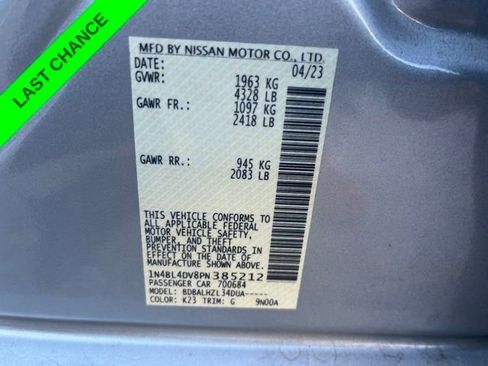 LAST CHANCE
MFD BY NISSAN MOTOR CO., LTD.
DATE: 04/23
GVWR: 1963 KG
4328 LB
GAWR FR.: 1097 KG
2418 LB
GAWR RR.: 945 KG
2083 LB
THIS VEHICLE CONFORMS TO
ALL APPLICABLE FEDERAL
MOTOR VEHICLE SAFETY,
BUMPER, AND THEFT
PREVENTION STANDARDS IN
EFFECT ON THE DATE OF
MANUFACTURE SHOWN ABOVE.
1N4BL4DV8PN385212
PASSENGER CAR 700684
MODEL: BDBALHZL34DUA-----
COLOR: K23 TRIM: G 9N00A